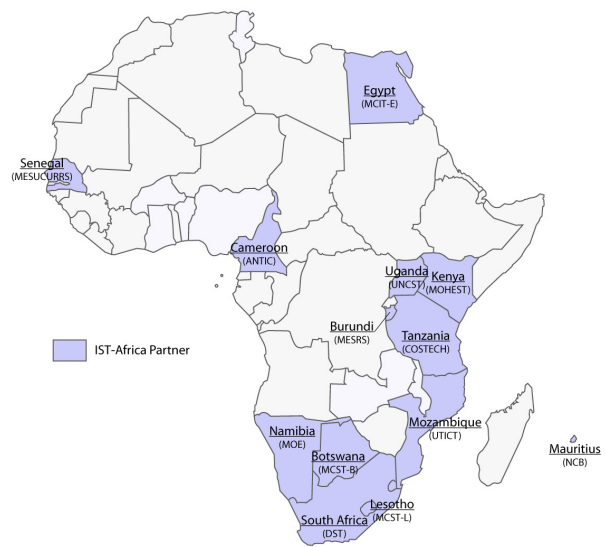 Egypt
(MCIT-E)
Senegal
(MESUCURRS)
Cameroon
(ANTIC)
Uganda
(UNCST)
Kenya
(MOHEST)
Burundi
(MESRS)
Tanzania
(COSTECH)
IST-Africa Partner
Mozambique
(UTICT)
Namibia
(MOE)
Mauritius
(NCB)
Botswana
(MCST-B)
Lesotho
(MCST-L)
South Africa
(DST)